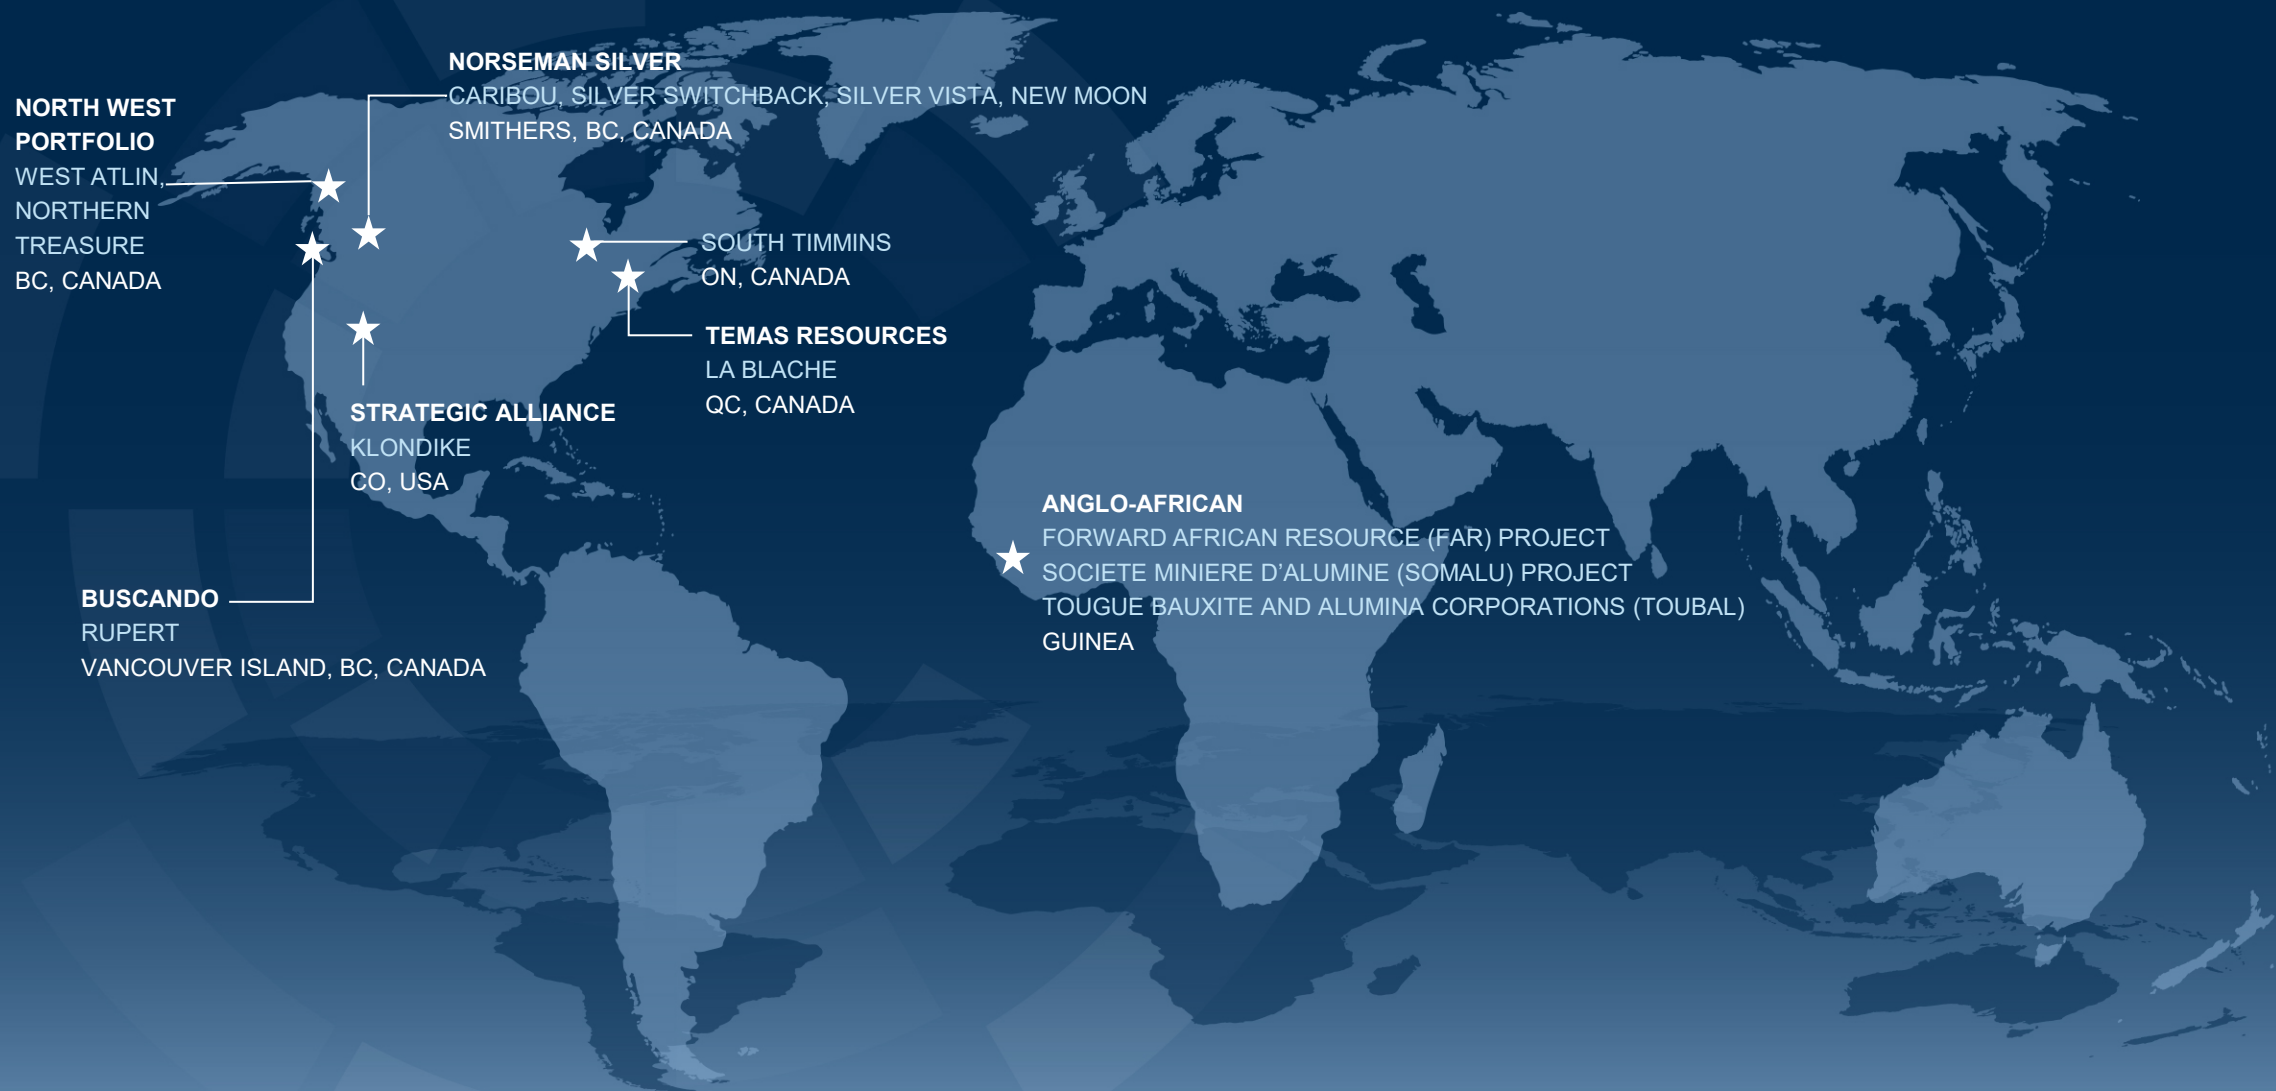 NORSEMAN SILVER
CARIBOU, SILVER SWITCHBACK, SILVER VISTA, NEW MOON
SMITHERS, BC, CANADA
NORTH WEST
PORTFOLIO
WEST ATLIN,
NORTHERN
TREASURE
BC, CANADA
SOUTH TIMMINS
ON, CANADA
TEMAS RESOURCES
LA BLACHE
QC, CANADA
STRATEGIC ALLIANCE
KLONDIKE
CO, USA
ANGLO-AFRICAN
FORWARD AFRICAN RESOURCE (FAR) PROJECT
SOCIETE MINIERE D’ALUMINE (SOMALU) PROJECT
TOUGUE BAUXITE AND ALUMINA CORPORATIONS (TOUBAL)
GUINEA
BUSCANDO
RUPERT
VANCOUVER ISLAND, BC, CANADA